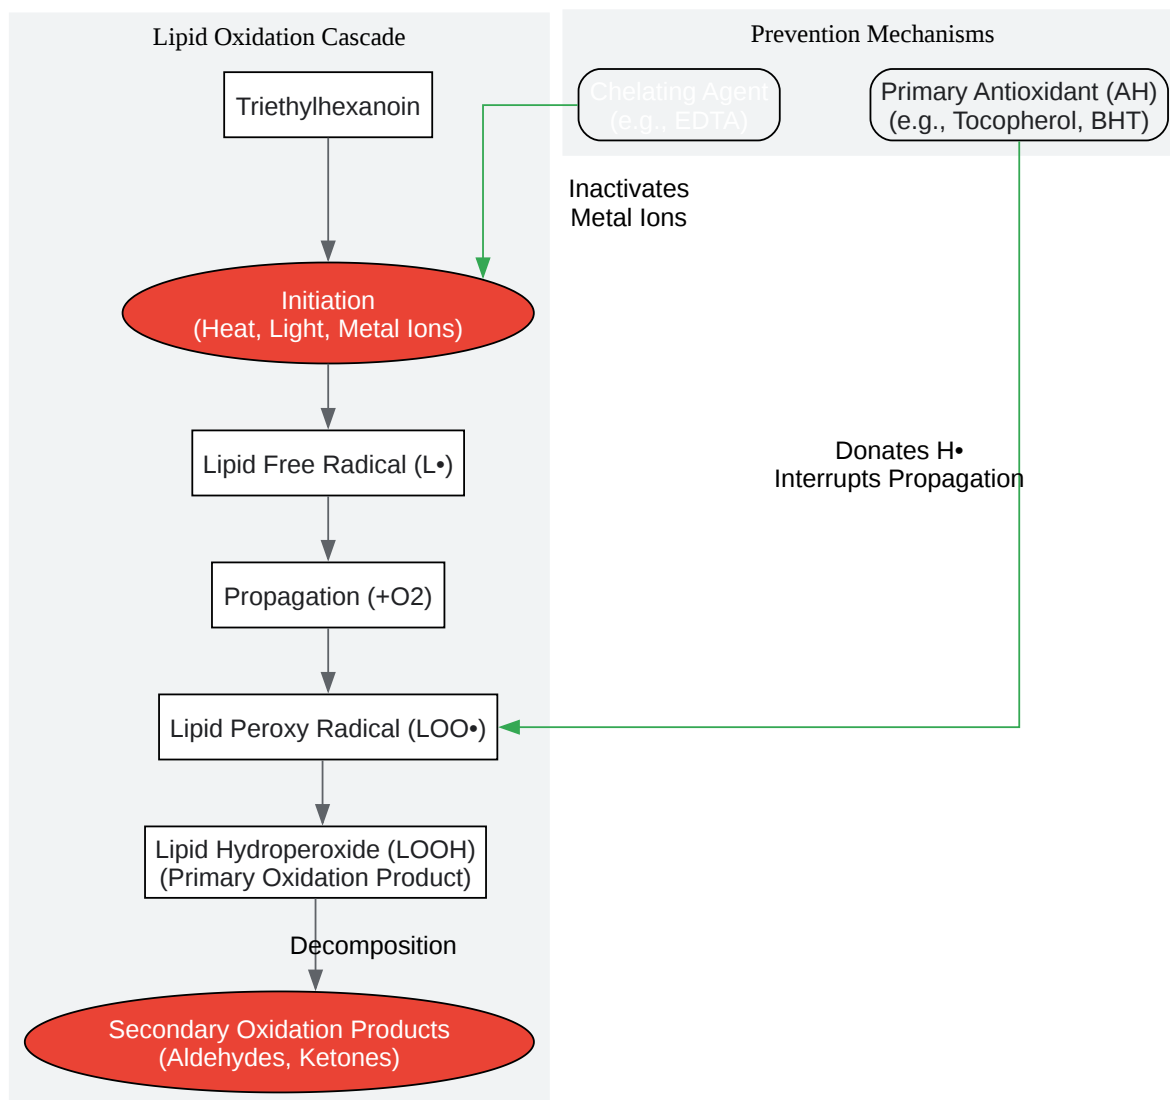 Lipid Oxidation Cascade
Triethylhexanoin
Initiation
(Heat, Light, Metal Ions)
Lipid Free Radical (L•)
Propagation (+O2)
Lipid Peroxy Radical (LOO•)
Lipid Hydroperoxide (LOOH)
(Primary Oxidation Product)
Decomposition
Secondary Oxidation Products
(Aldehydes, Ketones)
Prevention Mechanisms
Chelating Agent
(e.g., EDTA)
Primary Antioxidant (AH)
(e.g., Tocopherol, BHT)
Inactivates
Metal Ions
Donates H•
Interrupts Propagation